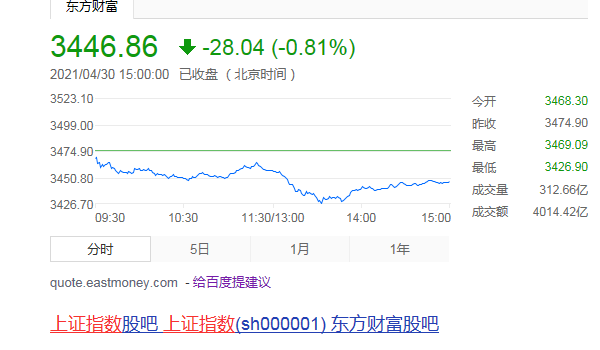 东方财富
3446.86 -28.04 (-0.81%)
2021/04/30 15:00:00 已收盘 ( 北京时间 )
3523.10
3499.00
3474.90
3450.80
3426.70
09:30 10:30 11:30/13:00 14:00 15:00
今开 3468.30
昨收 3474.90
最高 3469.09
最低 3426.90
成交量 312.66亿
成交额 4014.42亿
分时 5日 1月 1年
quote.eastmoney.com - 给百度提建议
上证指数股吧 上证指数(sh000001) 东方财富股吧